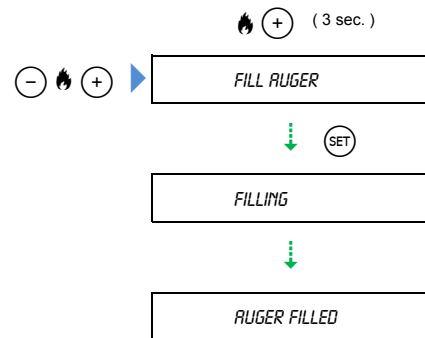 + ( 3 sec. )
− + FILL AUGER
SET
FILLING
AUGER FILLED